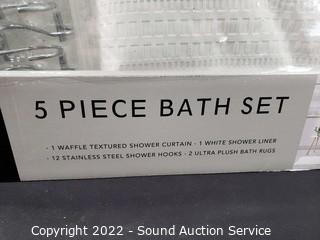 5 PIECE BATH SET
- 1 WAFFLE TEXTURED SHOWER CURTAIN - 1 WHITE SHOWER LINER
- 12 STAINLESS STEEL SHOWER HOOKS - 2 ULTRA PLUSH BATH RUGS
Copyright 2022 - Sound Auction Service